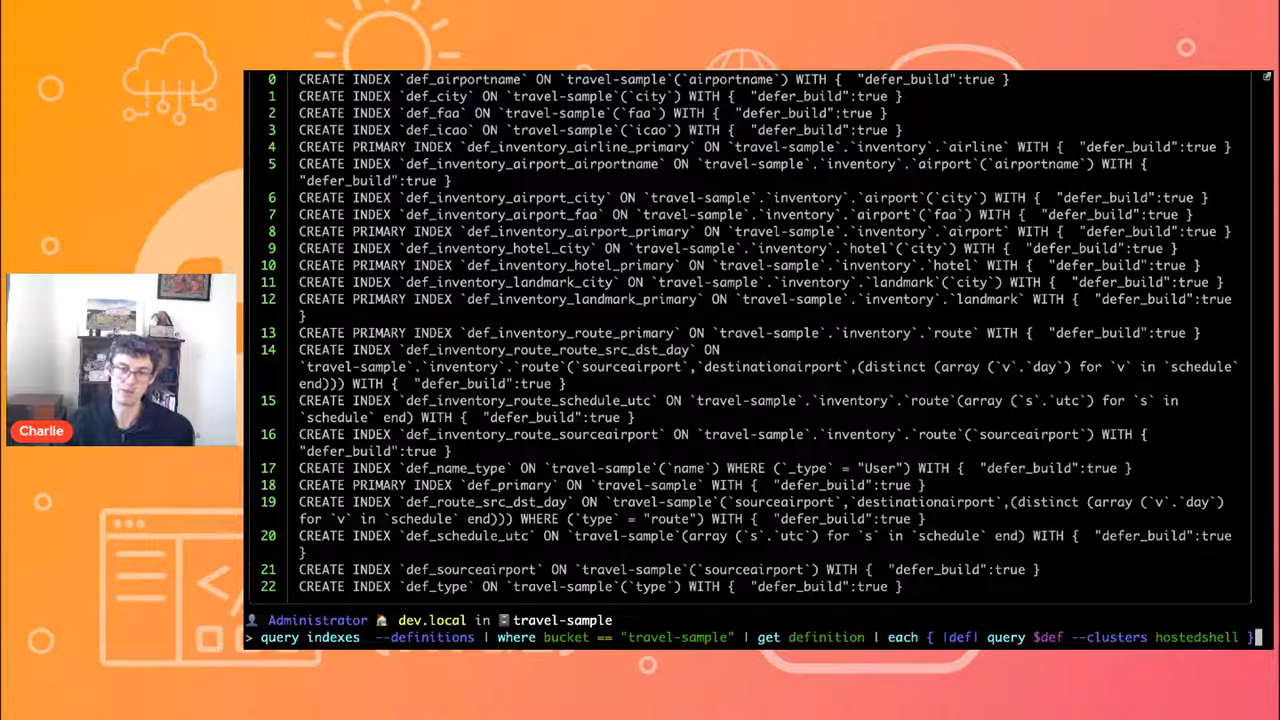 0 CREATE INDEX `def_airportname` ON `travel-sample`(`airportname`) WITH {  "defer_build":true }
1 CREATE INDEX `def_city` ON `travel-sample`(`city`) WITH {  "defer_build":true }
2 CREATE INDEX `def_faa` ON `travel-sample`(`faa`) WITH {  "defer_build":true }
3 CREATE INDEX `def_icao` ON `travel-sample`(`icao`) WITH {  "defer_build":true }
4 CREATE PRIMARY INDEX `def_inventory_airline_primary` ON `travel-sample`.`inventory`.`airline` WITH {  "defer_build":true }
5 CREATE INDEX `def_inventory_airport_airportname` ON `travel-sample`.`inventory`.`airport`(`airportname`) WITH {
"defer_build":true }
6 CREATE INDEX `def_inventory_airport_city` ON `travel-sample`.`inventory`.`airport`(`city`) WITH {  "defer_build":true }
7 CREATE INDEX `def_inventory_airport_faa` ON `travel-sample`.`inventory`.`airport`(`faa`) WITH {  "defer_build":true }
8 CREATE PRIMARY INDEX `def_inventory_airport_primary` ON `travel-sample`.`inventory`.`airport` WITH {  "defer_build":true }
9 CREATE INDEX `def_inventory_hotel_city` ON `travel-sample`.`inventory`.`hotel`(`city`) WITH {  "defer_build":true }
10 CREATE PRIMARY INDEX `def_inventory_hotel_primary` ON `travel-sample`.`inventory`.`hotel` WITH {  "defer_build":true }
11 CREATE INDEX `def_inventory_landmark_city` ON `travel-sample`.`inventory`.`landmark`(`city`) WITH {  "defer_build":true }
12 CREATE PRIMARY INDEX `def_inventory_landmark_primary` ON `travel-sample`.`inventory`.`landmark` WITH {  "defer_build":true
}
13 CREATE PRIMARY INDEX `def_inventory_route_primary` ON `travel-sample`.`inventory`.`route` WITH {  "defer_build":true }
14 CREATE INDEX `def_inventory_route_route_src_dst_day` ON
`travel-sample`.`inventory`.`route`(`sourceairport`,`destinationairport`,(distinct (array (`v`.`day`) for `v` in `schedule`
end))) WITH {  "defer_build":true }
15 CREATE INDEX `def_inventory_route_schedule_utc` ON `travel-sample`.`inventory`.`route`(array (`s`.`utc`) for `s` in
`schedule` end) WITH {  "defer_build":true }
16 CREATE INDEX `def_inventory_route_sourceairport` ON `travel-sample`.`inventory`.`route`(`sourceairport`) WITH {
"defer_build":true }
17 CREATE INDEX `def_name_type` ON `travel-sample`(`name`) WHERE (`_type` = "User") WITH {  "defer_build":true }
18 CREATE PRIMARY INDEX `def_primary` ON `travel-sample` WITH {  "defer_build":true }
19 CREATE INDEX `def_route_src_dst_day` ON `travel-sample`(`sourceairport`,`destinationairport`,(distinct (array (`v`.`day`)
for `v` in `schedule` end))) WHERE (`type` = "route") WITH {  "defer_build":true }
20 CREATE INDEX `def_schedule_utc` ON `travel-sample`(array (`s`.`utc`) for `s` in `schedule` end) WITH {  "defer_build":true
}
21 CREATE INDEX `def_sourceairport` ON `travel-sample`(`sourceairport`) WITH {  "defer_build":true }
22 CREATE INDEX `def_type` ON `travel-sample`(`type`) WITH {  "defer_build":true }
Administrator dev.local in travel-sample
> query indexes  --definitions | where bucket == "travel-sample" | get definition | each { |def| query $def --clusters hostedshell }
Charlie